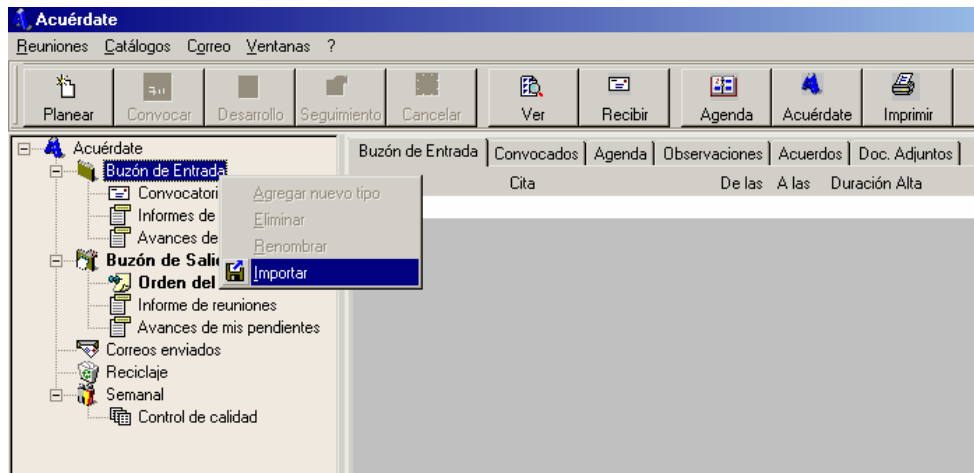 Acuérdate
Reuniones Catálogos Correo Ventanas ?
Planear Convocar Desarrollo Seguimiento Cancelar Ver Recibir Agenda Acuérdate Imprimir
Acuérdate
Buzón de Entrada
Convocatori
Informes de
Avances de
Buzón de Salid
Orden del
Informe de reuniones
Avances de mis pendientes
Correos enviados
Reciclaje
Semanal
Control de calidad
Agregar nuevo tipo
Eliminar
Renombrar
Importar
Buzón de Entrada Convocados Agenda Observaciones Acuerdos Doc. Adjuntos
Cita De las A las Duración Alta